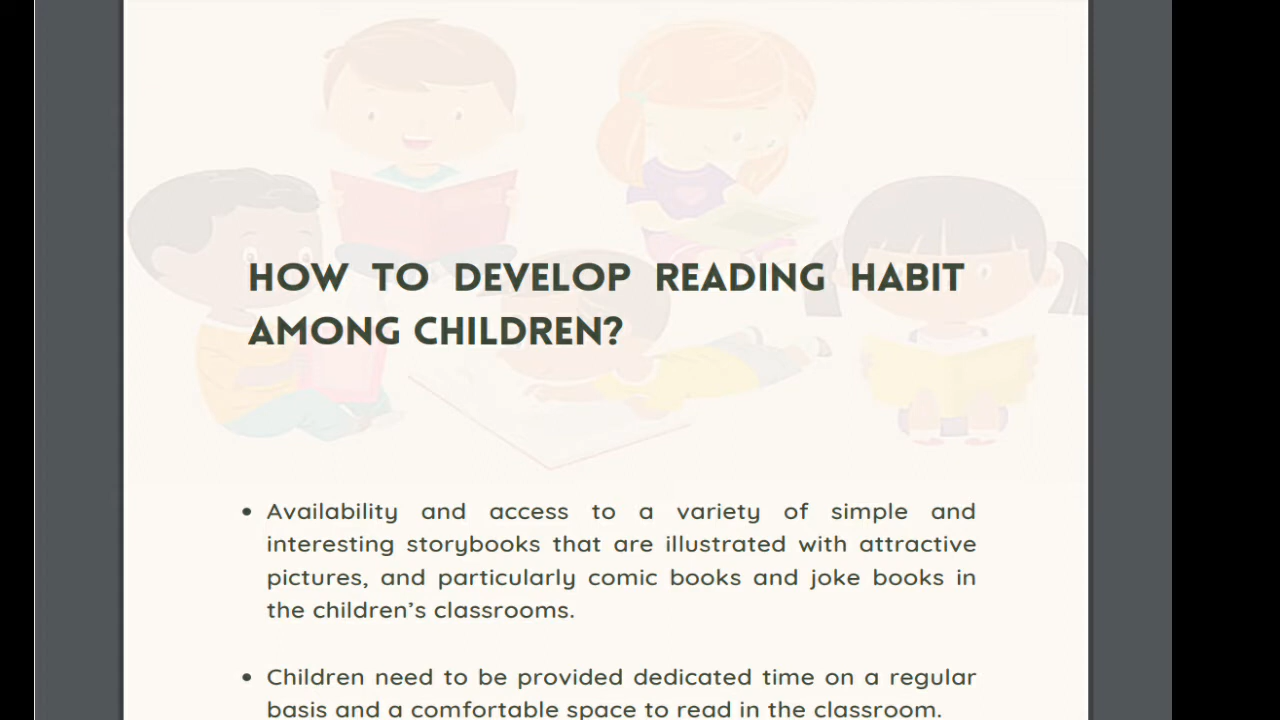 HOW TO DEVELOP READING HABIT
AMONG CHILDREN?
• Availability and access to a variety of simple and
interesting storybooks that are illustrated with attractive
pictures, and particularly comic books and joke books in
the children's classrooms.
• Children need to be provided dedicated time on a regular
basis and a comfortable space to read in the classroom.